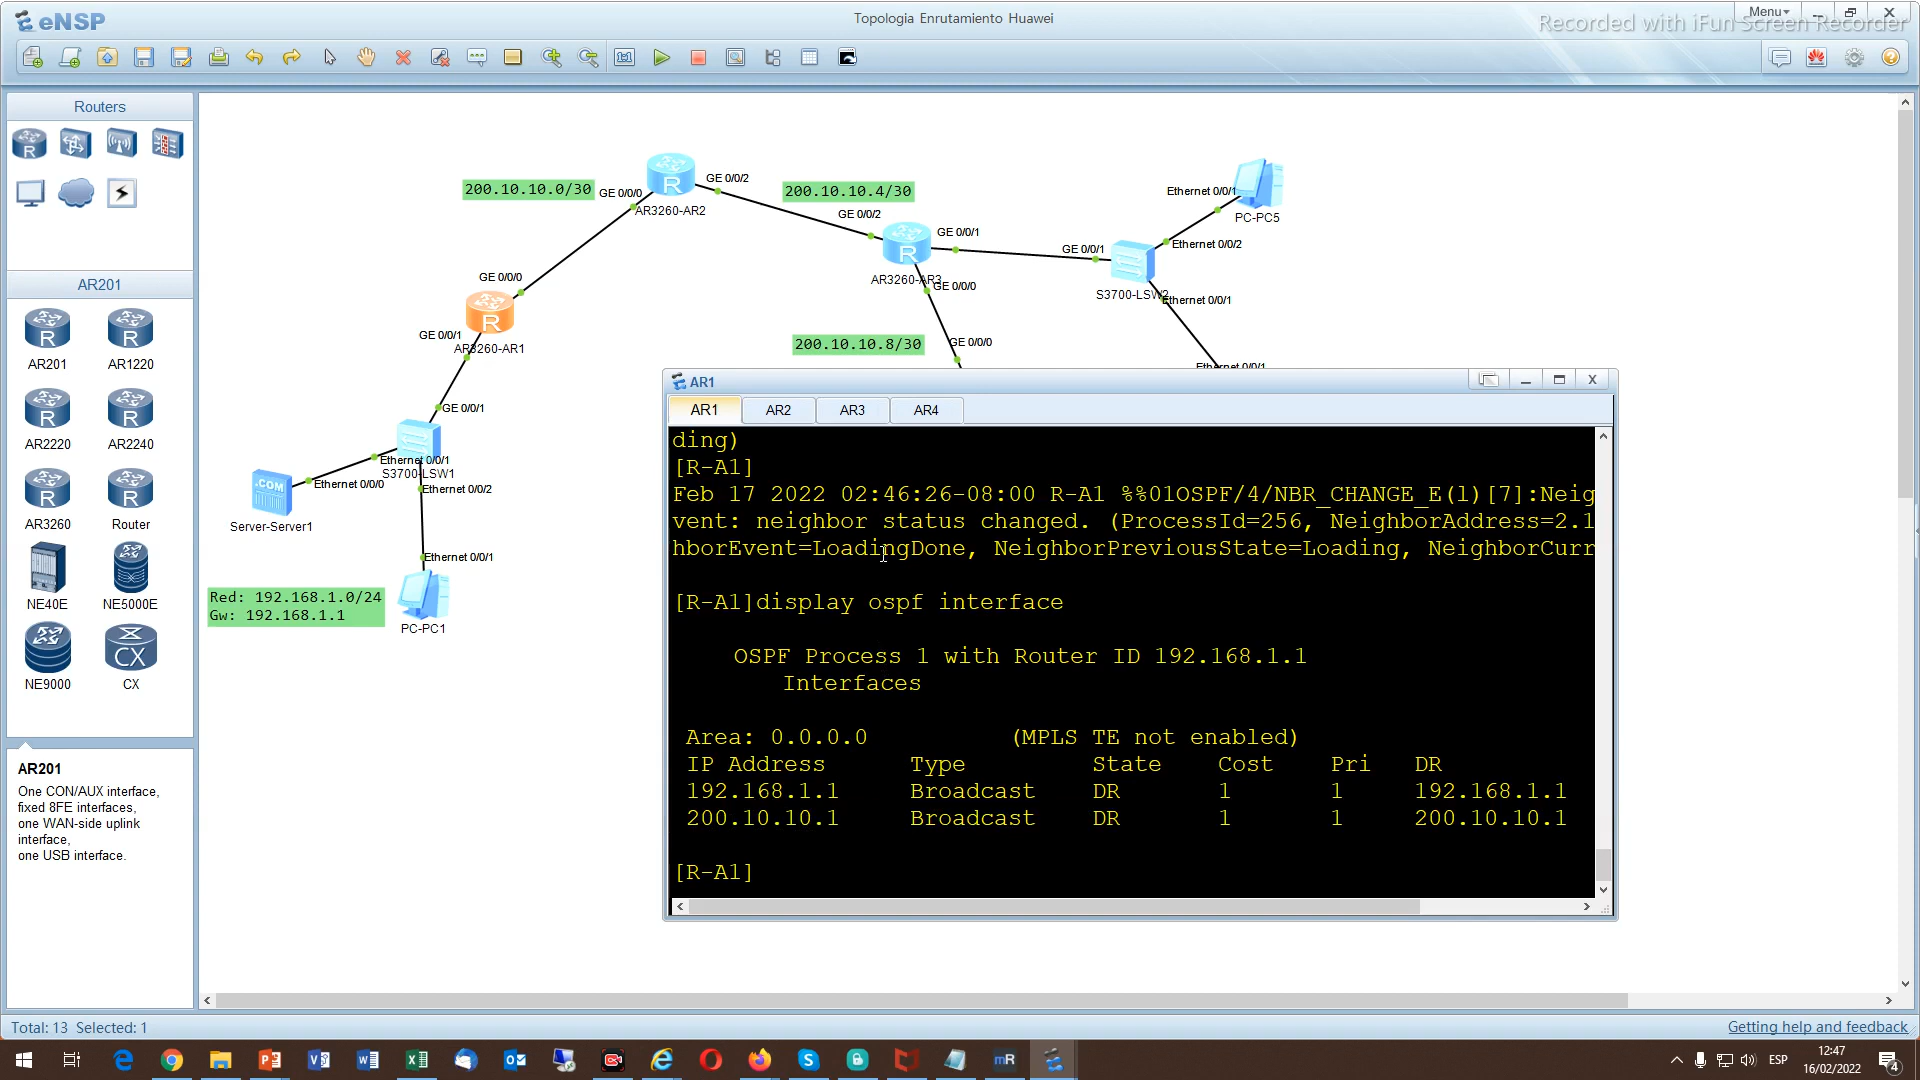 eNSP
Topologia Enrutamiento Huawei
Menu
Recorded with iFun Screen Recorder
1:1
Routers
AR201
AR201
AR1220
AR2220
AR2240
AR3260
Router
NE40E
NE5000E
NE9000
CX
CX
AR201
One CON/AUX interface,
fixed 8FE interfaces,
one WAN-side uplink
interface,
one USB interface.
200.10.10.0/30
GE 0/0/0
GE 0/0/2
AR3260-AR2
200.10.10.4/30
GE 0/0/2
GE 0/0/1
AR3260-AR3
GE 0/0/0
GE 0/0/1
Ethernet 0/0/1
PC-PC5
Ethernet 0/0/2
S3700-LSW2
Ethernet 0/0/1
GE 0/0/0
GE 0/0/1
AR3260-AR1
200.10.10.8/30
GE 0/0/0
Ethernet 0/0/1
GE 0/0/1
Ethernet 0/0/1
S3700-LSW1
.COM
Ethernet 0/0/0
Ethernet 0/0/2
Server-Server1
Ethernet 0/0/1
Red: 192.168.1.0/24
Gw: 192.168.1.1
PC-PC1
AR1
AR1 AR2 AR3 AR4
ding)
[R-A1]
Feb 17 2022 02:46:26-08:00 R-A1 %%01OSPF/4/NBR_CHANGE_E(l)[7]:Neig
vent: neighbor status changed. (ProcessId=256, NeighborAddress=2.1
hborEvent=LoadingDone, NeighborPreviousState=Loading, NeighborCurr
[R-A1]display ospf interface
OSPF Process 1 with Router ID 192.168.1.1
Interfaces
Area: 0.0.0.0 (MPLS TE not enabled)
IP Address Type State Cost Pri DR
192.168.1.1 Broadcast DR 1 1 192.168.1.1
200.10.10.1 Broadcast DR 1 1 200.10.10.1
[R-A1]
Total: 13 Selected: 1
Getting help and feedback
mR
ESP
12:47
16/02/2022
4